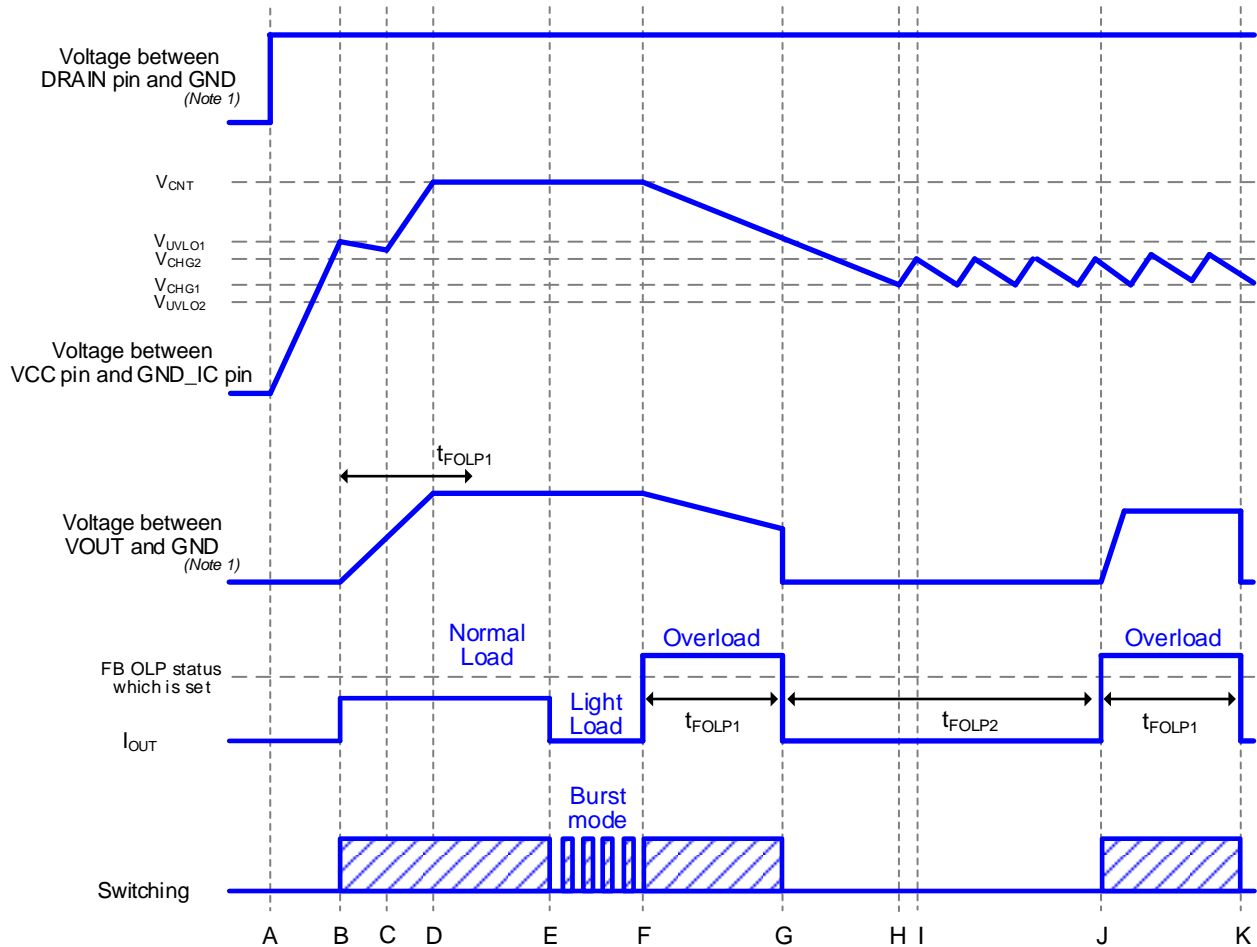 Voltage between
DRAIN pin and GND
(Note 1)
VCNT
VUVLO1
VCHG2
VCHG1
VUVLO2
Voltage between
VCC pin and GND_IC pin
tFOLP1
Voltage between
VOUT and GND
(Note 1)
Normal
Load
Overload
Overload
FB OLP status
which is set
Light
Load
tFOLP1
tFOLP2
tFOLP1
IOUT
Burst
mode
Switching
A B C D E F G H I J K